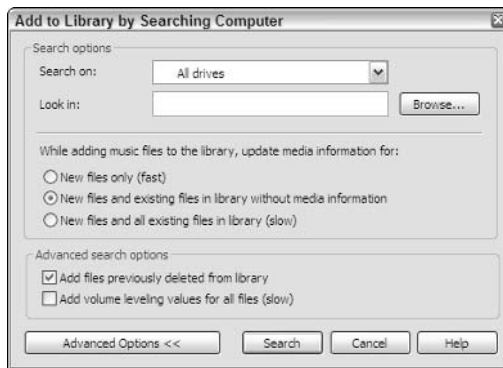 Add to Library by Searching Computer
Search options
Search on:
All drives
Look in:
Browse...
While adding music files to the library, update media information for:
New files only (fast)
New files and existing files in library without media information
New files and all existing files in library (slow)
Advanced search options
Add files previously deleted from library
Add volume leveling values for all files (slow)
Advanced Options <<
Search
Cancel
Help